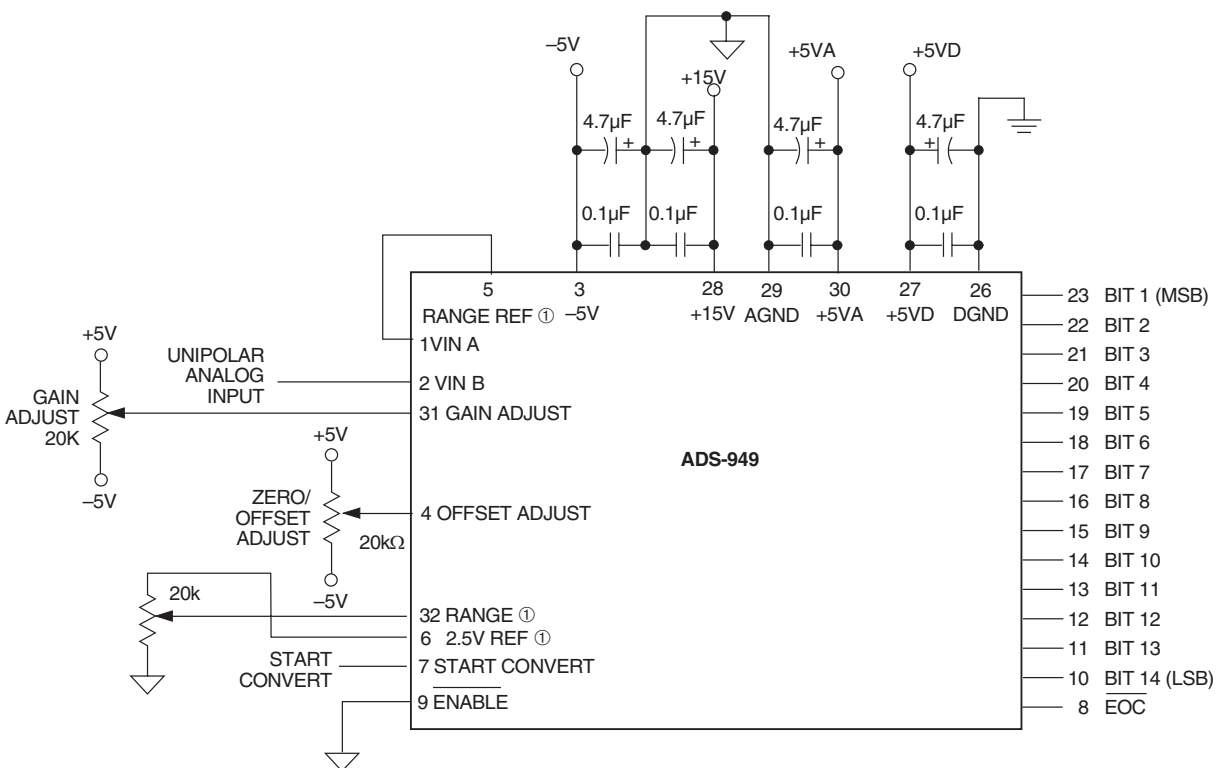 –5V
+15V
+5VA
+5VD
4.7µF
+
4.7µF
+
4.7µF
+
4.7µF
+
0.1µF
0.1µF
0.1µF
0.1µF
5
3
28
29
30
27
26
RANGE REF ①
–5V
+15V
AGND
+5VA
+5VD
DGND
1VIN A
UNIPOLAR
ANALOG
INPUT
2 VIN B
+5V
GAIN
ADJUST
20K
–5V
31 GAIN ADJUST
+5V
ZERO/
OFFSET
ADJUST
20kΩ
–5V
4 OFFSET ADJUST
ADS-949
20k
32 RANGE ①
6 2.5V REF ①
START
CONVERT
7 START CONVERT
9 ENABLE
23 BIT 1 (MSB)
22 BIT 2
21 BIT 3
20 BIT 4
19 BIT 5
18 BIT 6
17 BIT 7
16 BIT 8
15 BIT 9
14 BIT 10
13 BIT 11
12 BIT 12
11 BIT 13
10 BIT 14 (LSB)
8 EOC